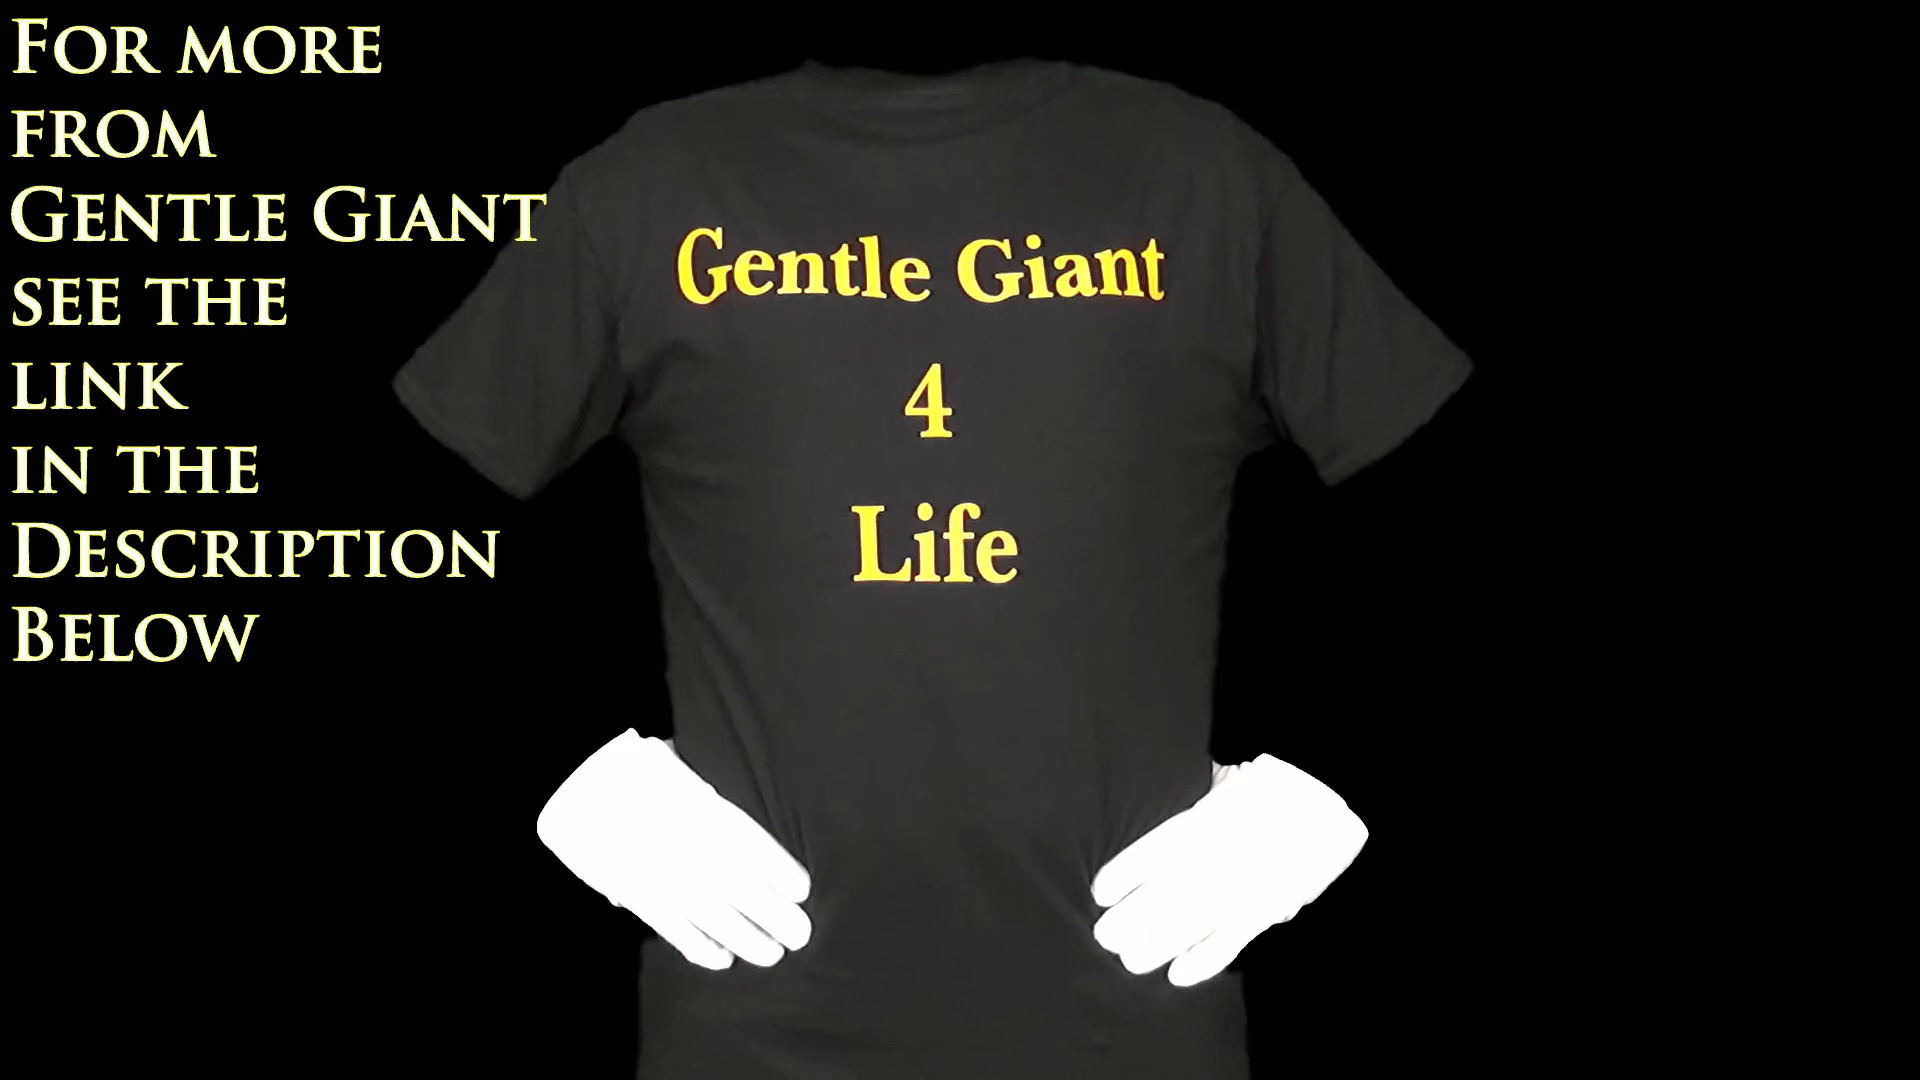 For more
from
Gentle Giant
see the
link
in the
Description
Below
Gentle Giant
4
Life